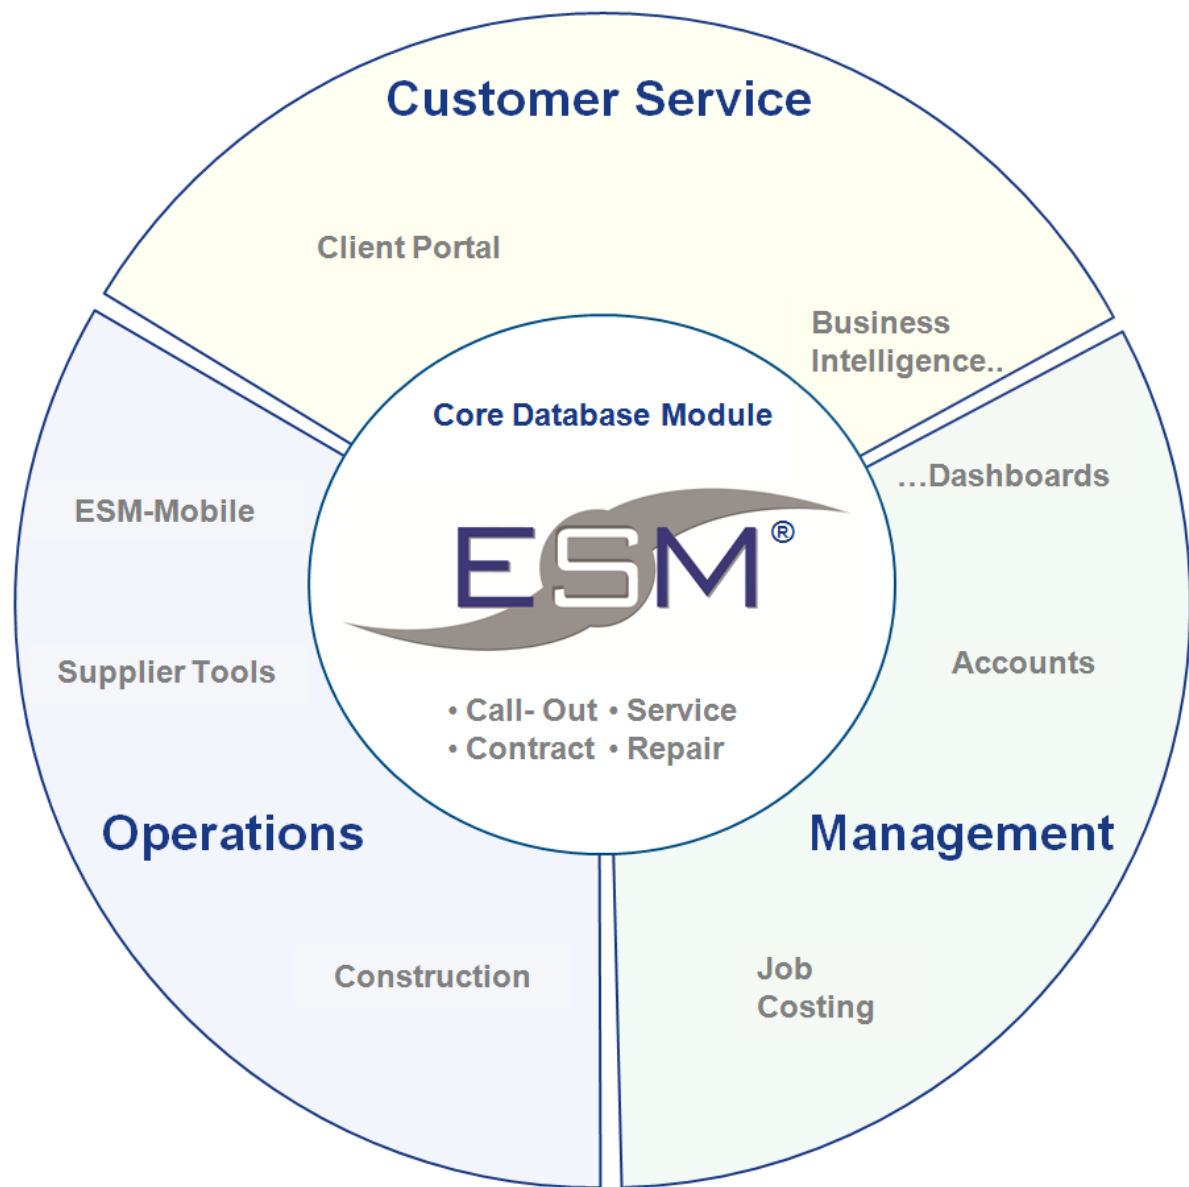 Customer Service
Client Portal
Business
Intelligence..
Core Database Module
...Dashboards
ESM-Mobile
ESM®
Supplier Tools
Accounts
• Call- Out • Service
• Contract • Repair
Operations
Management
Construction
Job
Costing